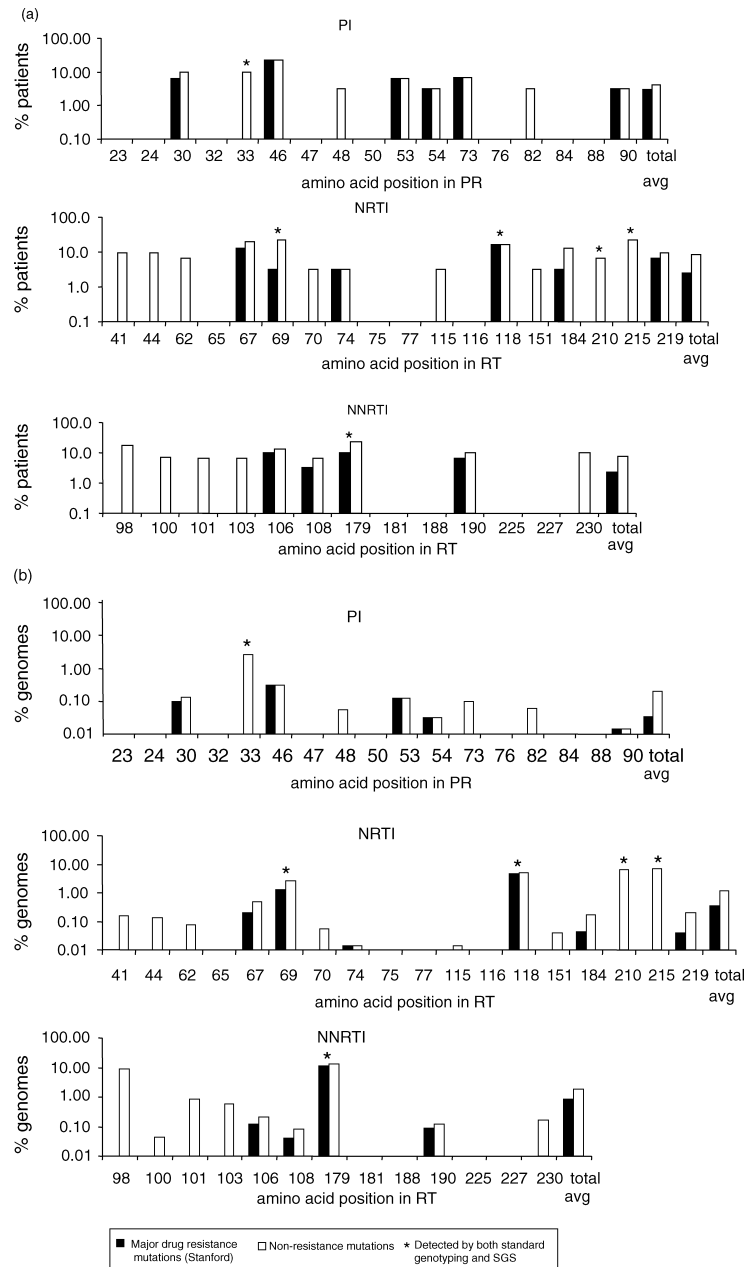 (a)
PI
% patients
100.00
10.00
1.00
0.10
*
23 24 30 32 33 46 47 48 50 53 54 73 76 82 84 88 90 total
avg
amino acid position in PR
NRTI
% patients
100.0
10.0
1.0
0.1
* * * *
41 44 62 65 67 69 70 74 75 77 115 116 118 151 184 210 215 219 total
avg
amino acid position in RT
NNRTI
% patients
100.0
10.0
1.0
0.1
*
98 100 101 103 106 108 179 181 188 190 225 227 230 total
avg
amino acid position in RT
(b)
PI
% genomes
100.00
10.00
1.00
0.10
0.01
*
23 24 30 32 33 46 47 48 50 53 54 73 76 82 84 88 90 total
avg
amino acid position in PR
NRTI
% genomes
100.00
10.00
1.00
0.10
0.01
* * * *
41 44 62 65 67 69 70 74 75 77 115 116 118 151 184 210 215 219 total
avg
amino acid position in RT
NNRTI
% genomes
100.00
10.00
1.00
0.10
0.01
*
98 100 101 103 106 108 179 181 188 190 225 227 230 total
avg
amino acid position in RT
Major drug resistance
mutations (Stanford)
Non-resistance mutations
* Detected by both standard
genotyping and SGS